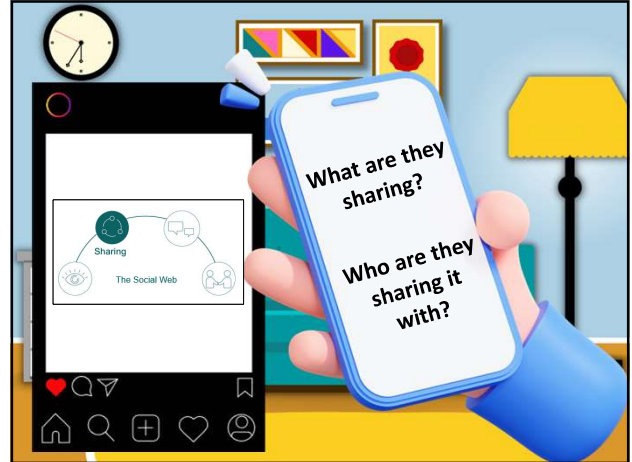 Sharing
The Social Web
What are they
sharing?
Who are they
sharing it
with?